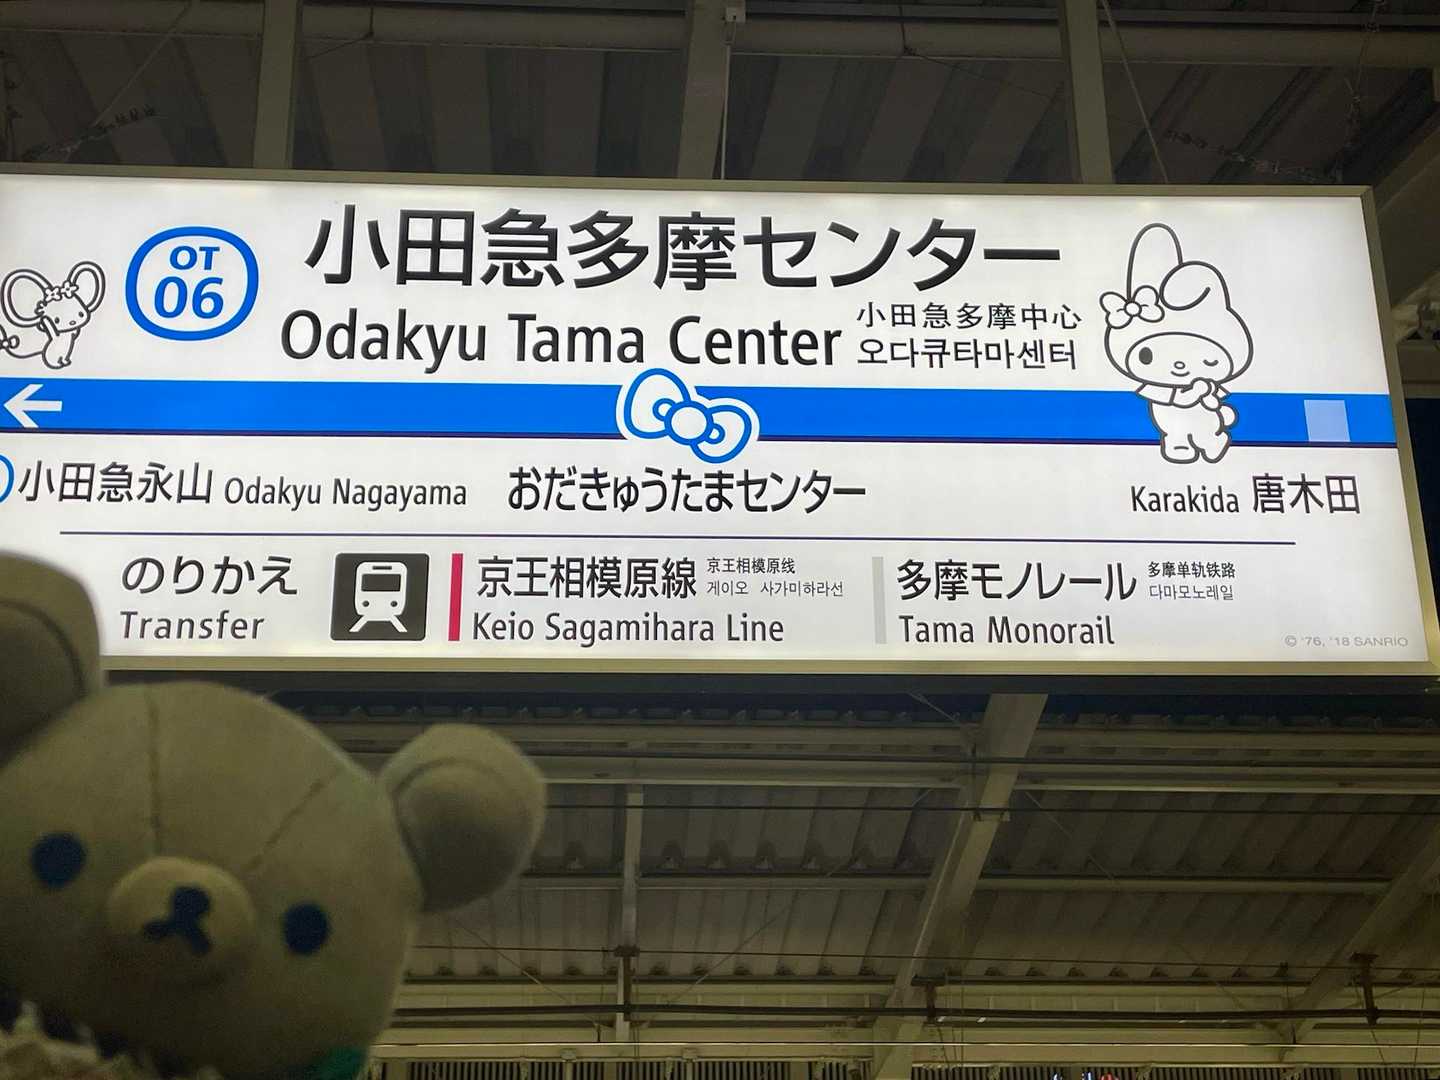 OT
06
小田急多摩センター
Odakyu Tama Center
小田急多摩中心
오다큐타마센터
小田急永山 Odakyu Nagayama
おだきゅうたまセンター
Karakida 唐木田
のりかえ
Transfer
京王相模原線
京王相模原线
게이오 사가미하라선
Keio Sagamihara Line
多摩モノレール
多摩单轨铁路
다마모노레일
Tama Monorail
© '76, '18 SANRIO